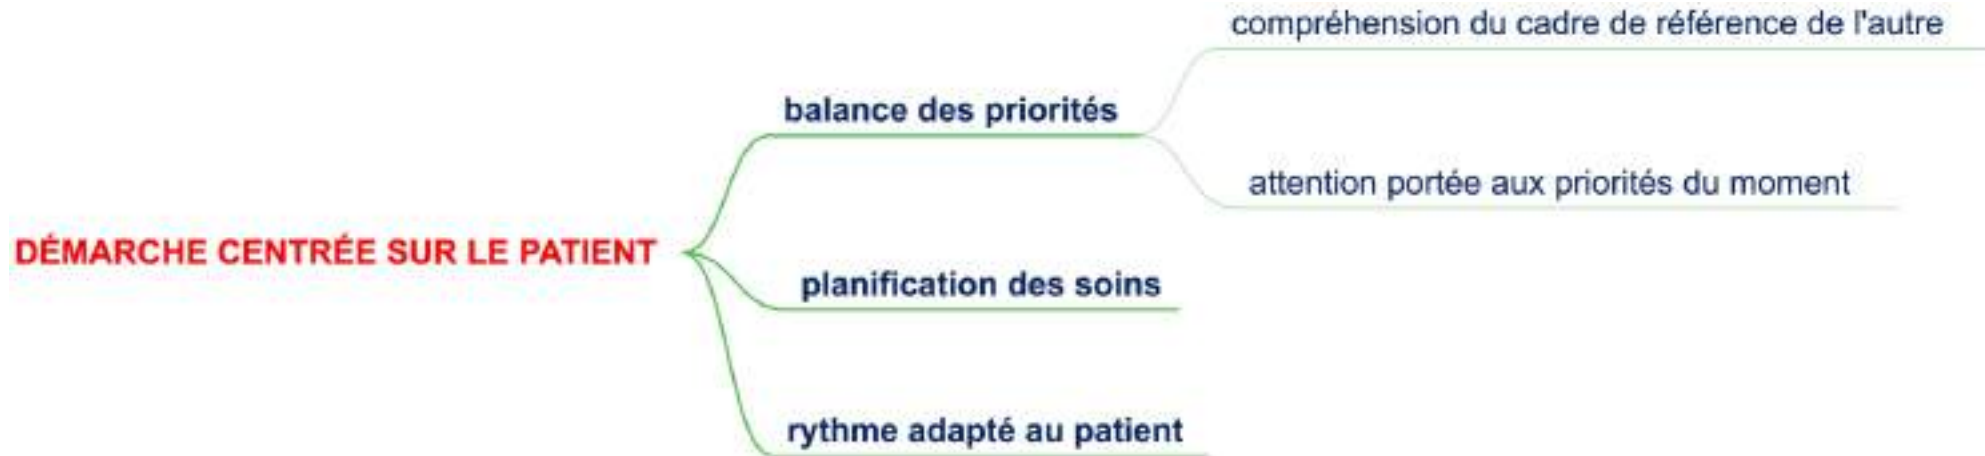 DÉMARCHE CENTRÉE SUR LE PATIENT
balance des priorités
compréhension du cadre de référence de l'autre
attention portée aux priorités du moment
planification des soins
rythme adapté au patient